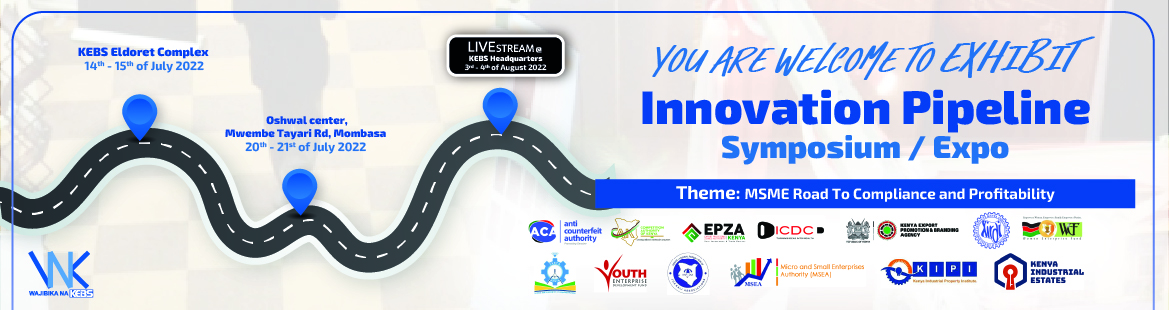 KEBS Eldoret Complex
14th - 15th of July 2022
Oshwal center,
Mwembe Tayari Rd, Mombasa
20th - 21st of July 2022
LIVESTREAM @
KEBS Headquarters
3rd - 4th of August 2022
YOU ARE WELCOME TO EXHIBIT
Innovation Pipeline
Symposium / Expo
Theme: MSME Road To Compliance and Profitability
ACA
anti
counterfeit
authority
EPZA
KENYA
ICDC
KENYA EXPORT
PROMOTION & BRANDING
AGENCY
WEF
YOUTH
ENTERPRISE
DEVELOPMENT FUND
MSEA
Micro and Small Enterprises
Authority (MSEA)
KIPI
Kenya Industrial Property Institute
KENYA
INDUSTRIAL
ESTATES
WK
WAJIBIKA NA KEBS